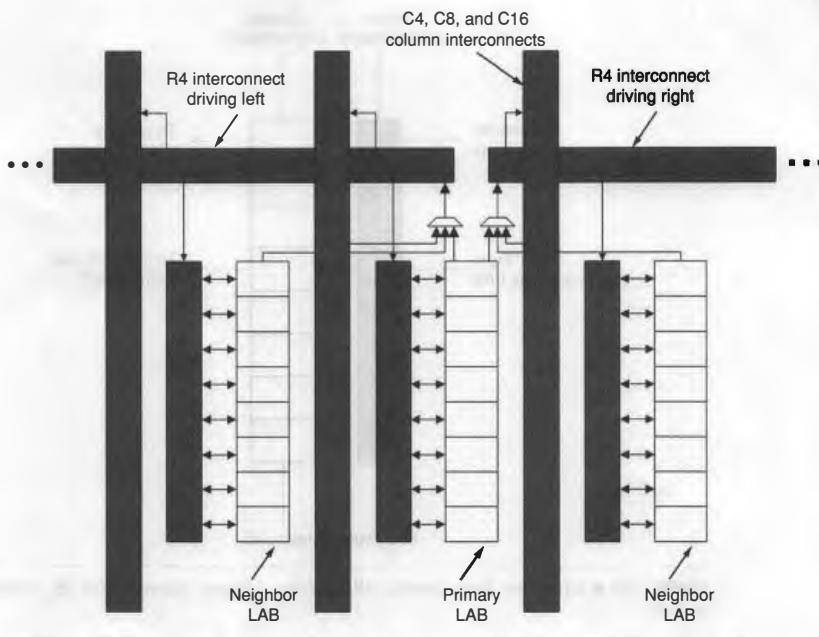 C4, C8, and C16
column interconnects
R4 interconnect
driving left
R4 interconnect
driving right
Neighbor
LAB
Primary
LAB
Neighbor
LAB